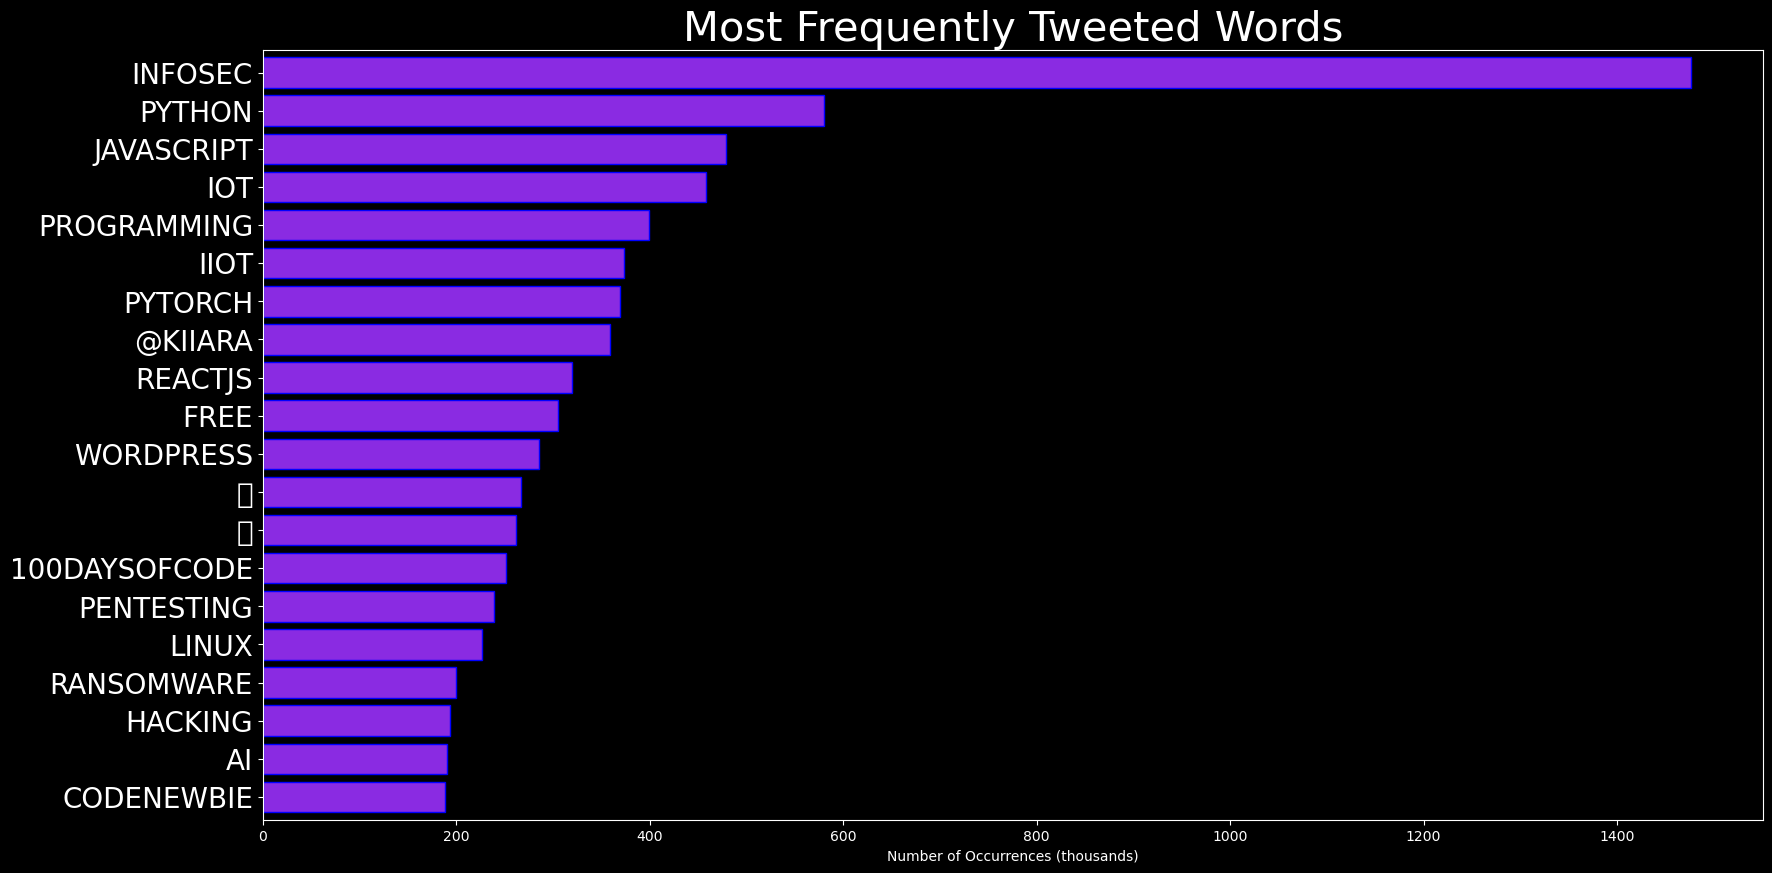 Most Frequently Tweeted Words
INFOSEC
PYTHON
JAVASCRIPT
IOT
PROGRAMMING
IIOT
PYTORCH
@KIIARA
REACTJS
FREE
WORDPRESS
100DAYSOFCODE
PENTESTING
LINUX
RANSOMWARE
HACKING
AI
CODENEWBIE
0 200 400 600 800 1000 1200 1400
Number of Occurrences (thousands)